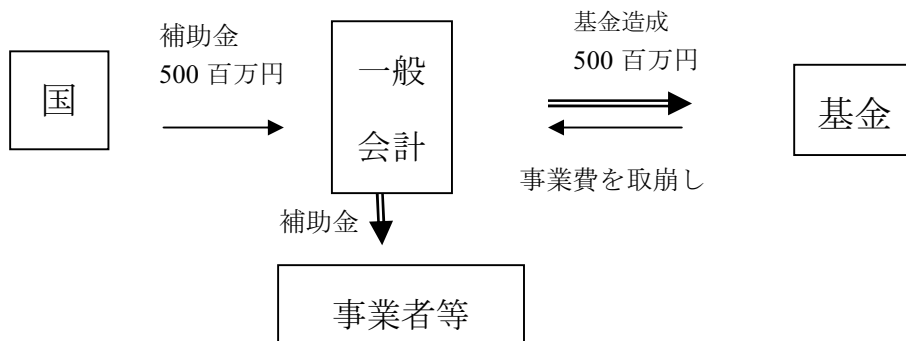 国
補助金
500 百万円
一般
会計
基金造成
500 百万円
基金
事業費を取崩し
補助金
事業者等